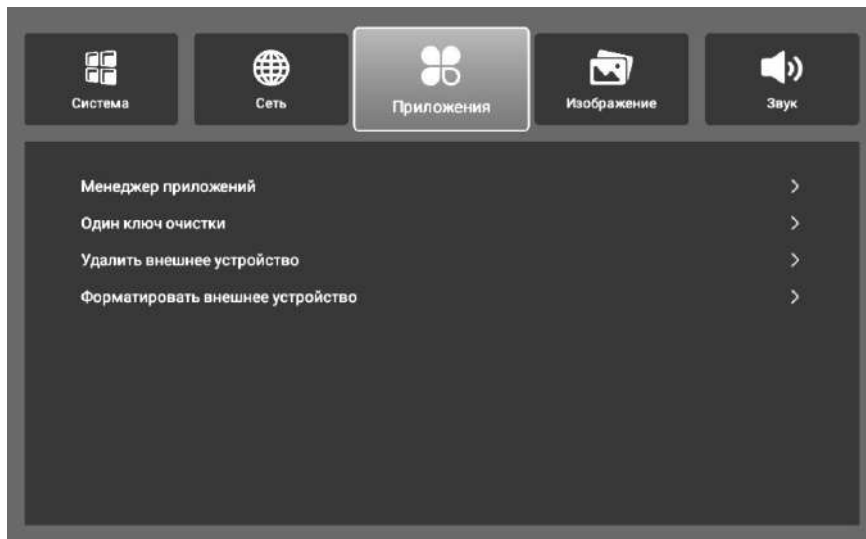 Система
Сеть
Приложения
Изображение
Звук
Менеджер приложений
Один ключ очистки
Удалить внешнее устройство
Форматировать внешнее устройство